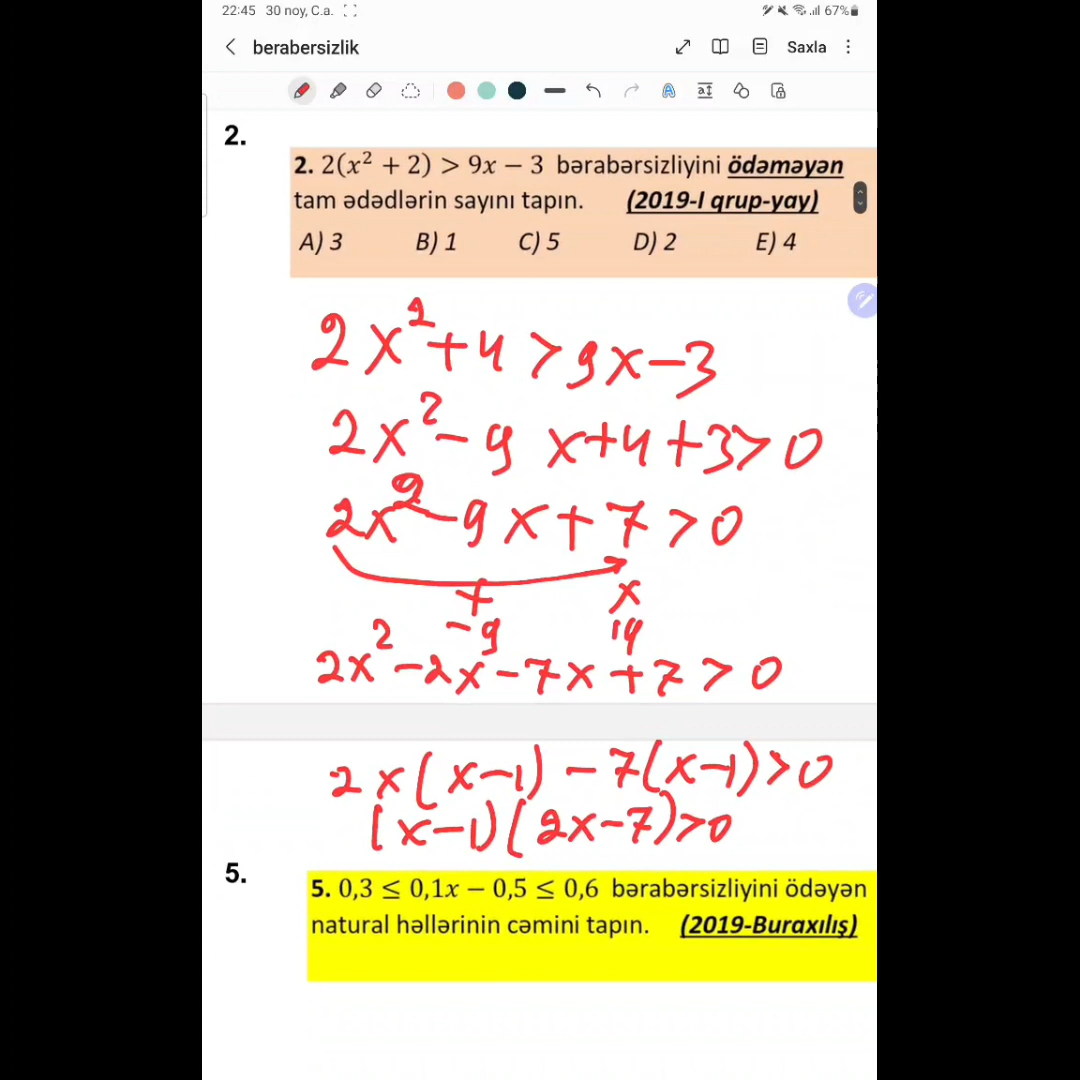 22:45 30 noy, C.a. 67%
berabersizlik Saxla
2.
2. 2(x² + 2) > 9x − 3 bərabərsizliyini ödəməyən
tam ədədlərin sayını tapın. (2019-I qrup-yay)
A) 3 B) 1 C) 5 D) 2 E) 4
2x² + 4 > 9x − 3
2x² − 9x + 4 + 3 > 0
2x² − 9x + 7 > 0
+ x
−9 14
2x² − 2x − 7x + 7 > 0
2x(x−1) − 7(x−1) > 0
(x−1)(2x−7) > 0
5.
5. 0,3 ≤ 0,1x − 0,5 ≤ 0,6 bərabərsizliyini ödəyən
natural həllərinin cəmini tapın. (2019-Buraxılış)